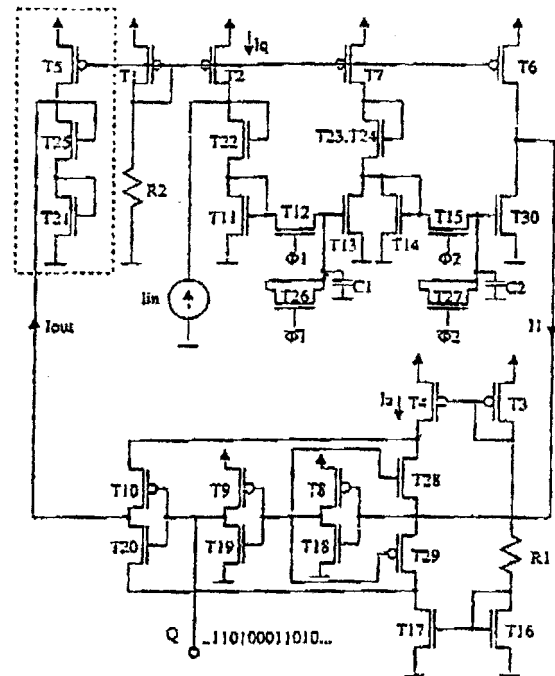 Iq
T5
T1
T2
T7
T6
T25
T22
T23,T24
T21
R2
T11
T12
T13
T14
T15
T30
Φ1
Φ2
Iin
T26
C1
T27
C2
Φ1
Φ2
Iout
I1
Ia
T4
T3
T10
T9
T8
T28
T20
T19
T18
T29
R1
Q
...110100011010...
T17
T16